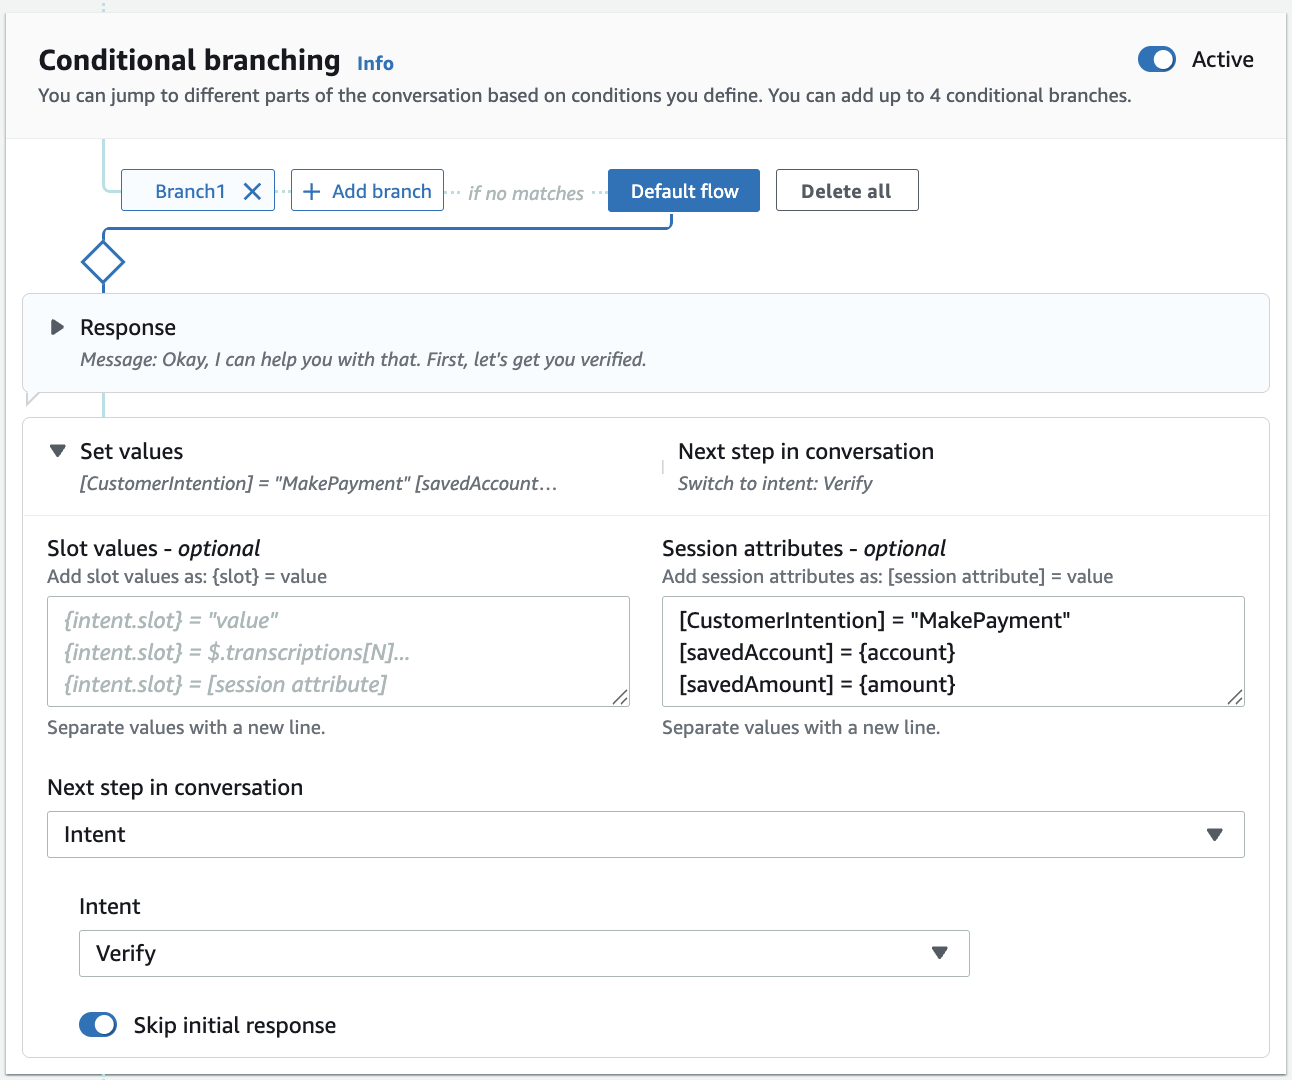 Conditional branching Info
Active
You can jump to different parts of the conversation based on conditions you define. You can add up to 4 conditional branches.
Branch1
Add branch
if no matches
Default flow
Delete all
Response
Message: Okay, I can help you with that. First, let's get you verified.
Set values
[CustomerIntention] = "MakePayment" [savedAccount...
Next step in conversation
Switch to intent: Verify
Slot values - optional
Add slot values as: {slot} = value
{intent.slot} = "value"
{intent.slot} = $.transcriptions[N]...
{intent.slot} = [session attribute]
Separate values with a new line.
Session attributes - optional
Add session attributes as: [session attribute] = value
[CustomerIntention] = "MakePayment"
[savedAccount] = {account}
[savedAmount] = {amount}
Separate values with a new line.
Next step in conversation
Intent
Intent
Verify
Skip initial response